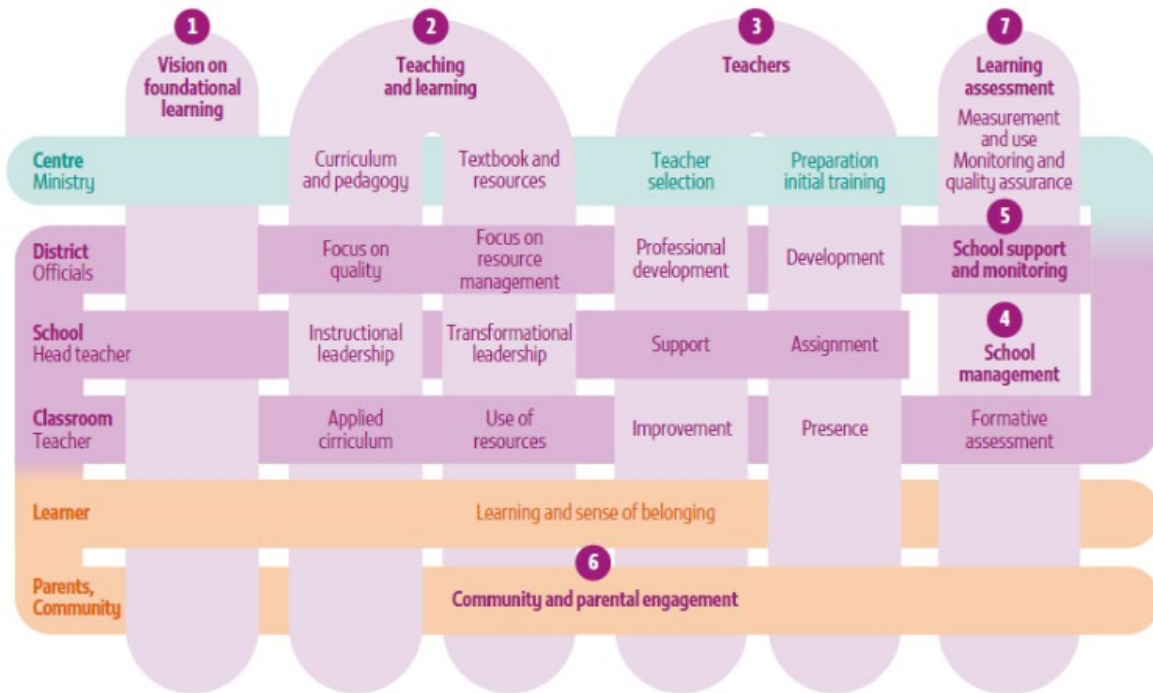 1
Vision on
foundational
learning
2
Teaching
and learning
3
Teachers
7
Learning
assessment
Measurement
and use
Monitoring and
quality assurance
Centre
Ministry
Curriculum
and pedagogy
Textbook and
resources
Teacher
selection
Preparation
initial training
District
Officials
Focus on
quality
Focus on
resource
management
Professional
development
Development
5
School support
and monitoring
School
Head teacher
Instructional
leadership
Transformational
leadership
Support
Assignment
4
School
management
Classroom
Teacher
Applied
cirriculum
Use of
resources
Improvement
Presence
Formative
assessment
Learner
Learning and sense of belonging
Parents,
Community
6
Community and parental engagement